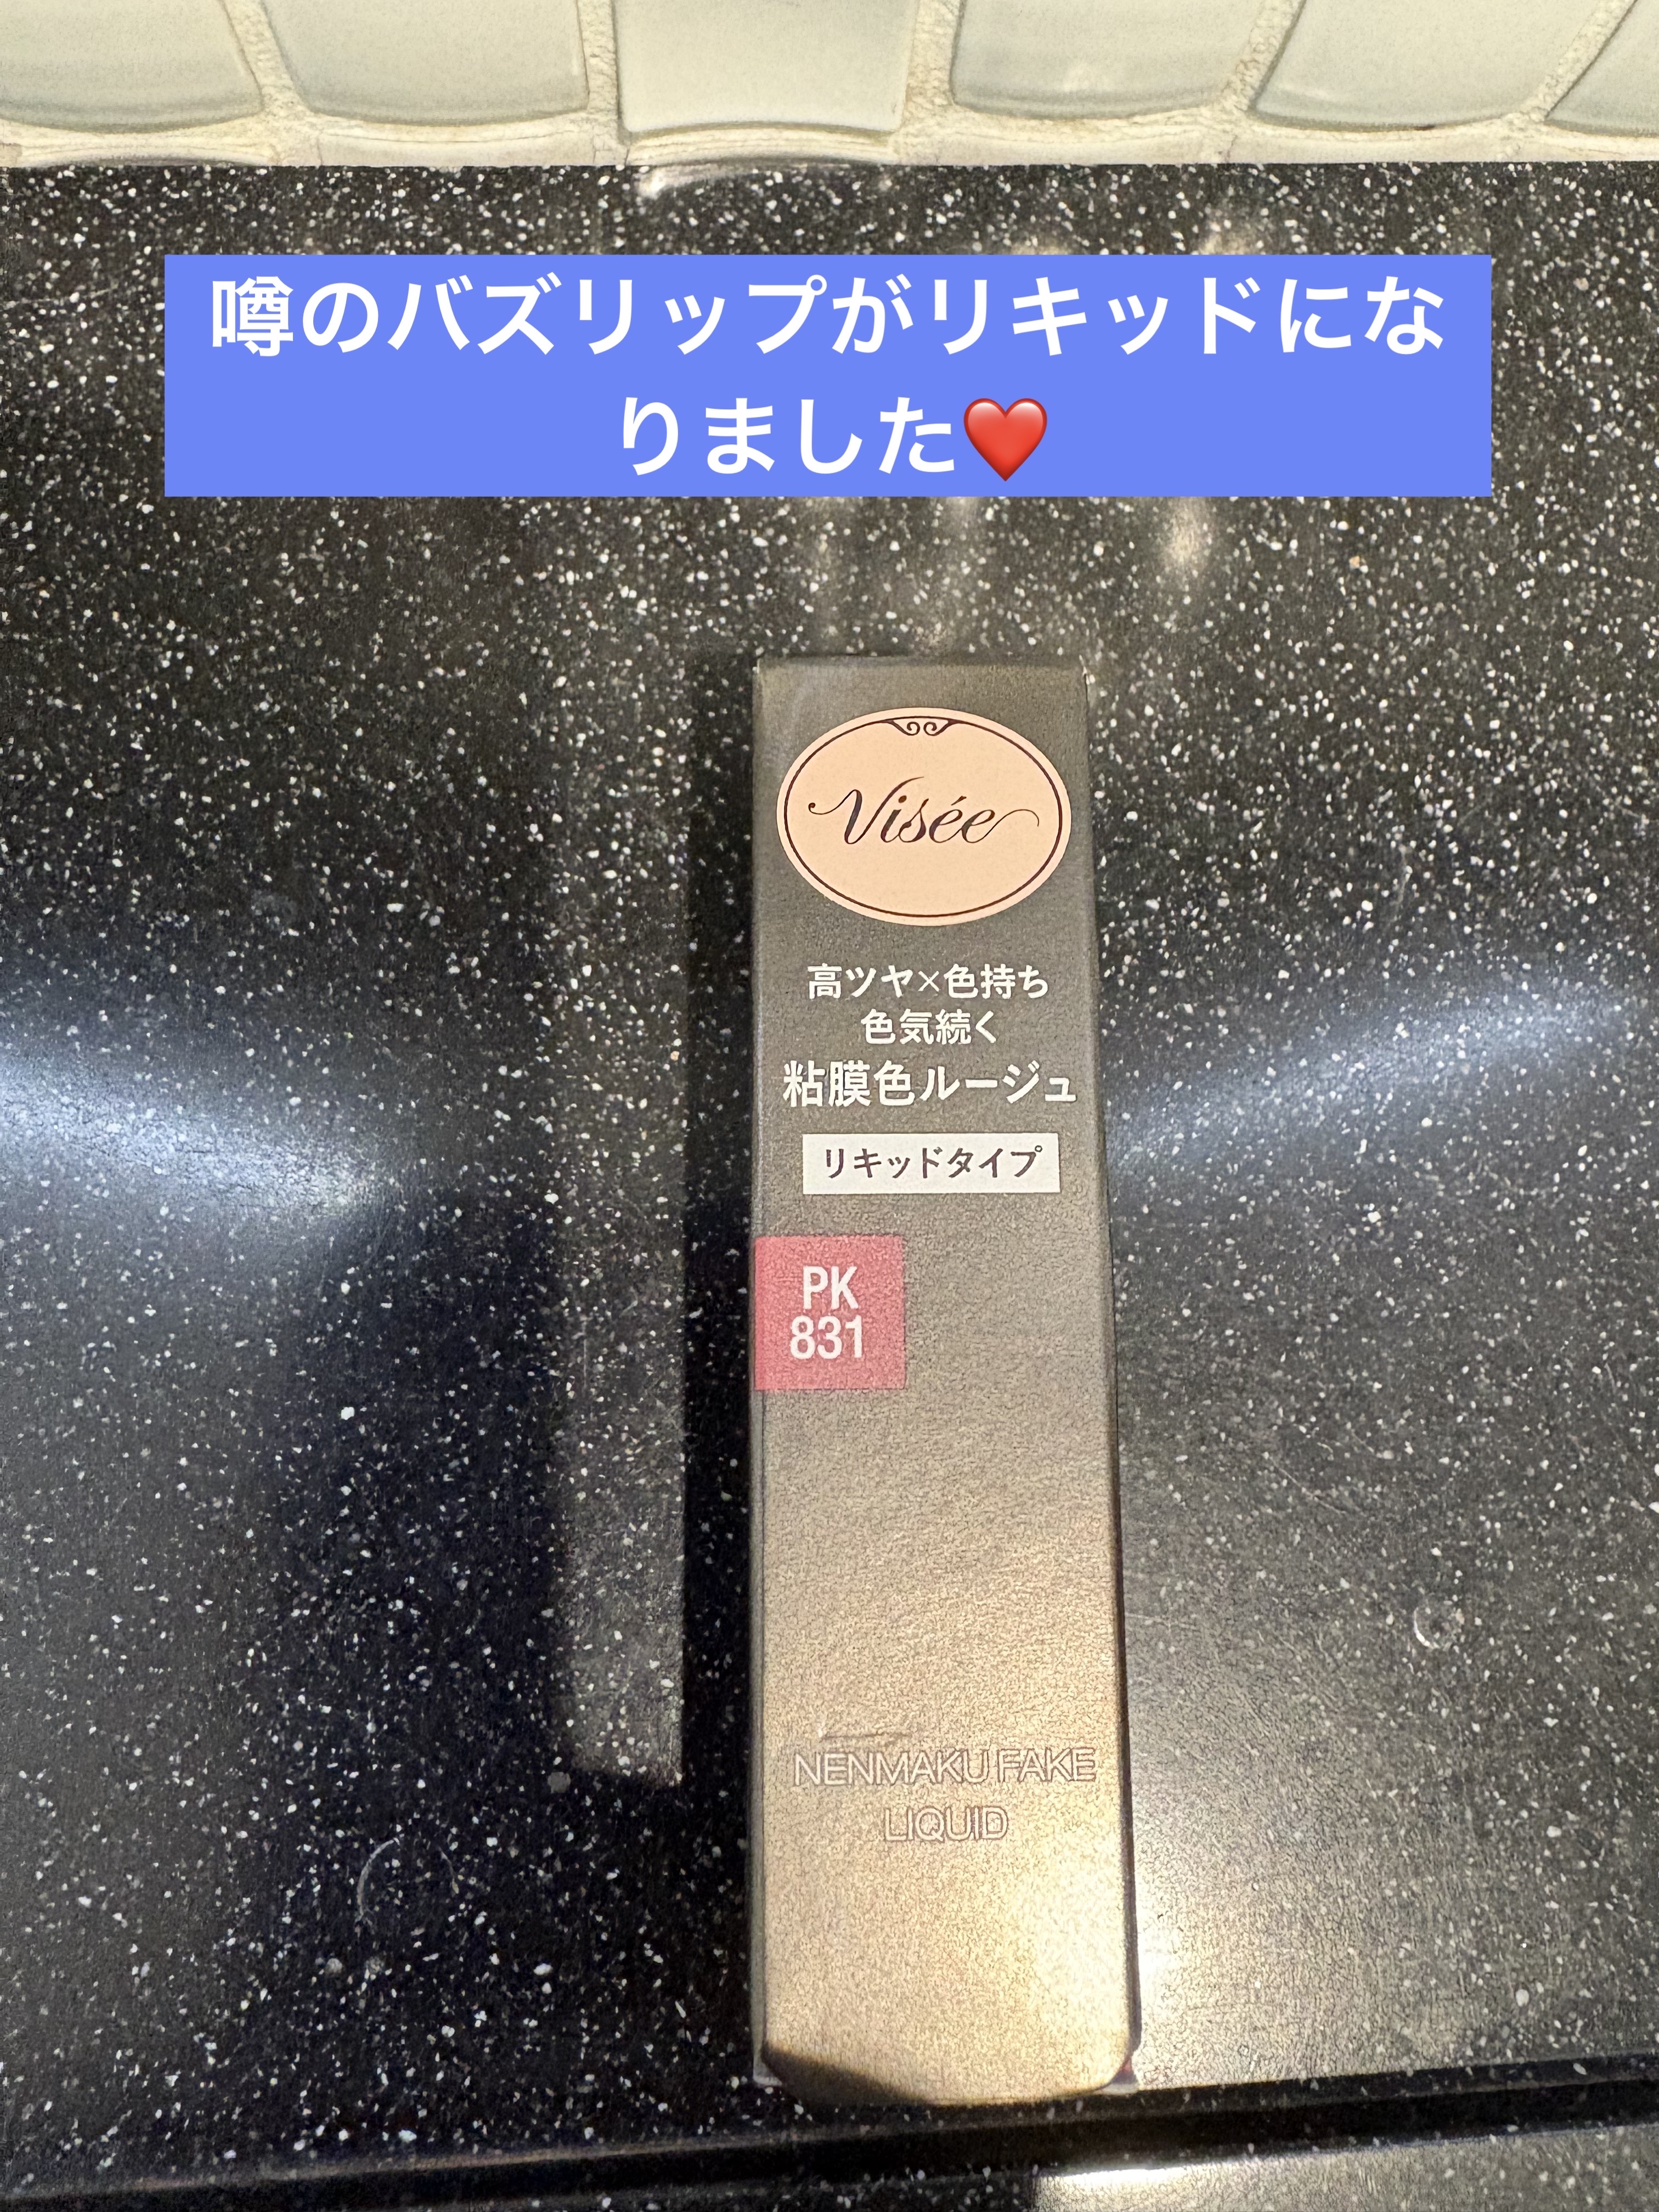 噂のバズリップがリキッドにな
りました❤️
Visée
高ツヤ×色持ち
色気続く
粘膜色ルージュ
リキッドタイプ
PK
831
NENMAKU FAKE
LIQUID